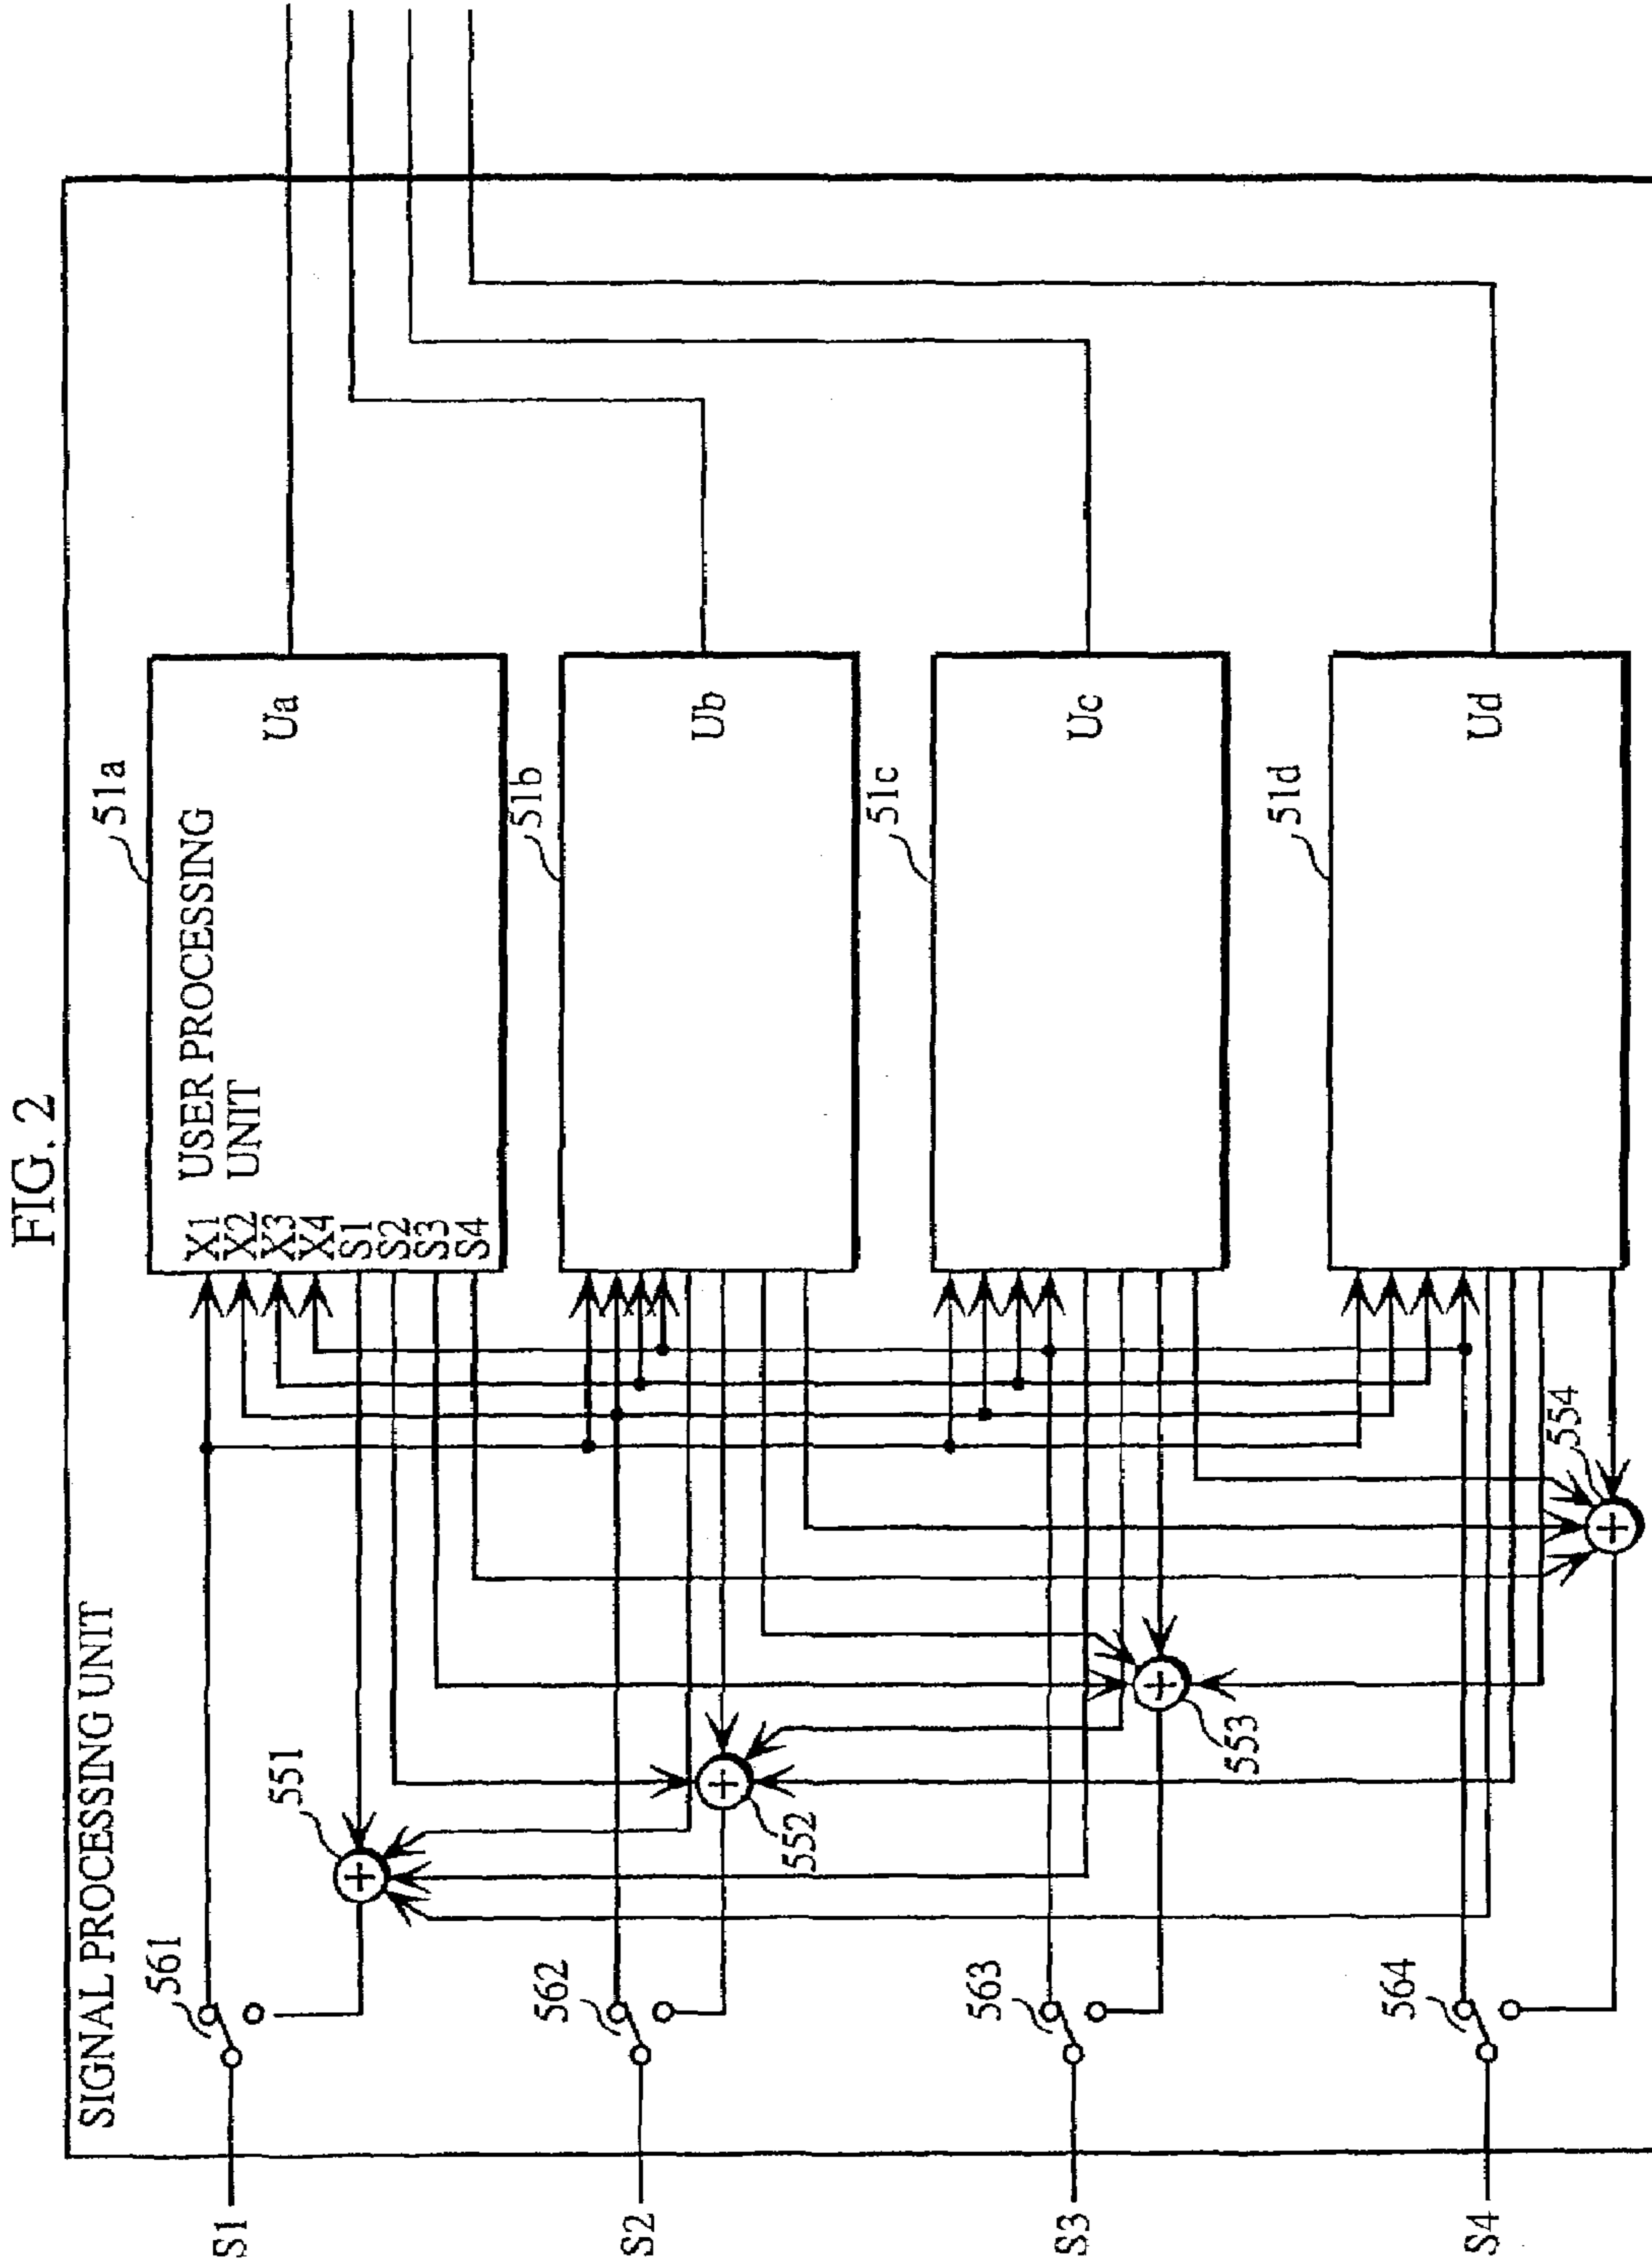 FIG. 2
SIGNAL PROCESSING UNIT
51a
USER PROCESSING
UNIT
Ua
X1
X2
X3
X4
S1
S2
S3
S4
561
551
S1
51b
Ub
562
552
S2
51c
Uc
563
553
S3
51d
Ud
564
554
S4